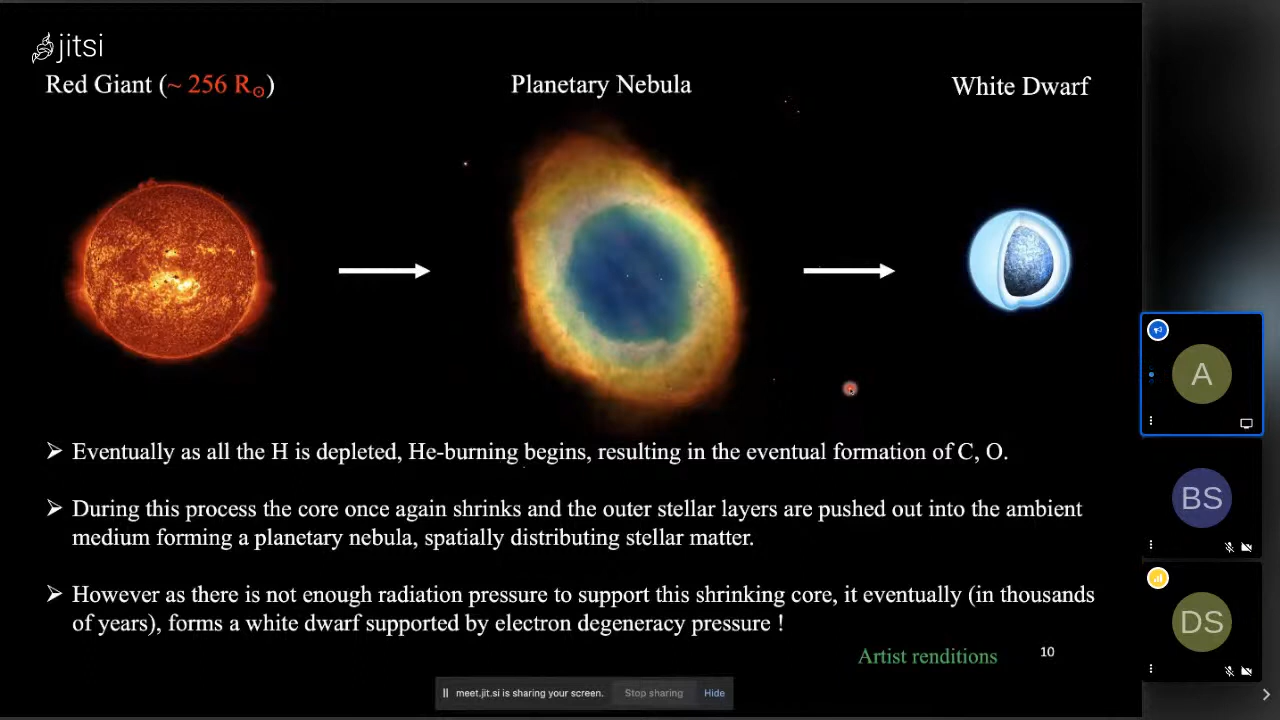 jitsi
Red Giant (~ 256 R☉)
Planetary Nebula
White Dwarf
➢ Eventually as all the H is depleted, He-burning begins, resulting in the eventual formation of C, O.
➢ During this process the core once again shrinks and the outer stellar layers are pushed out into the ambient
medium forming a planetary nebula, spatially distributing stellar matter.
➢ However as there is not enough radiation pressure to support this shrinking core, it eventually (in thousands
of years), forms a white dwarf supported by electron degeneracy pressure !
Artist renditions
10
meet.jit.si is sharing your screen.
Stop sharing
Hide
A
BS
DS